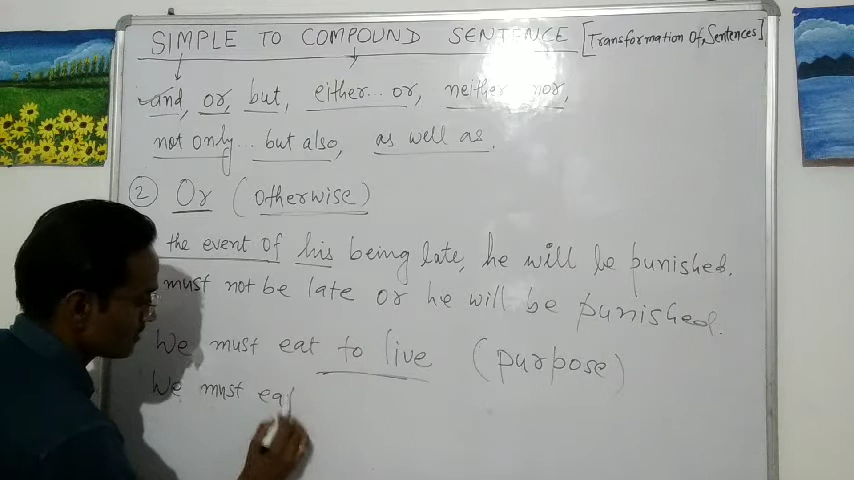 SIMPLE TO COMPOUND SENTENCE [Transformation Of Sentences]
and, or, but, either.. or, neither nor,
not only.. but also, as well as.
② Or (otherwise)
the event of his being late, he will be punished.
must not be late or he will be punished.
We must eat to live (purpose)
We must eat